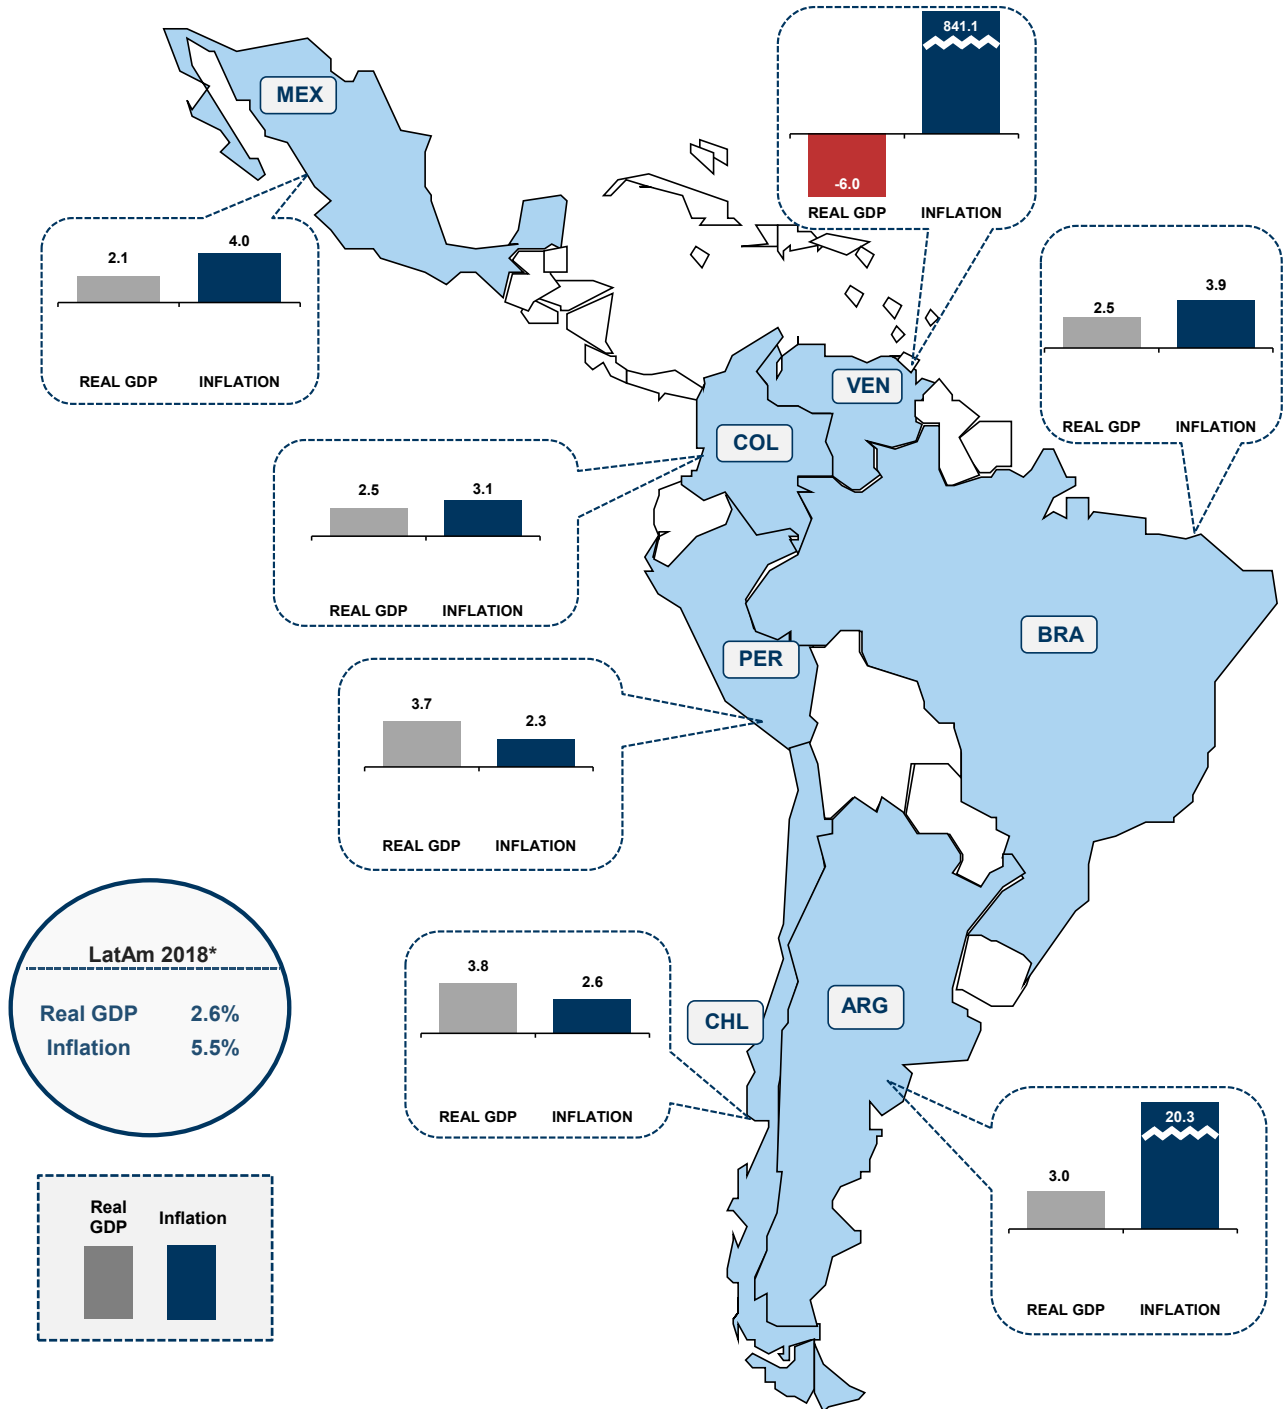 841.1
MEX
-6.0
REAL GDP INFLATION
2.1 4.0
REAL GDP INFLATION
2.5 3.9
REAL GDP INFLATION
VEN
COL
2.5 3.1
REAL GDP INFLATION
BRA
PER
3.7 2.3
REAL GDP INFLATION
LatAm 2018*
Real GDP 2.6%
Inflation 5.5%
3.8 2.6
REAL GDP INFLATION
CHL
ARG
20.3
3.0
REAL GDP INFLATION
Real
GDP
Inflation